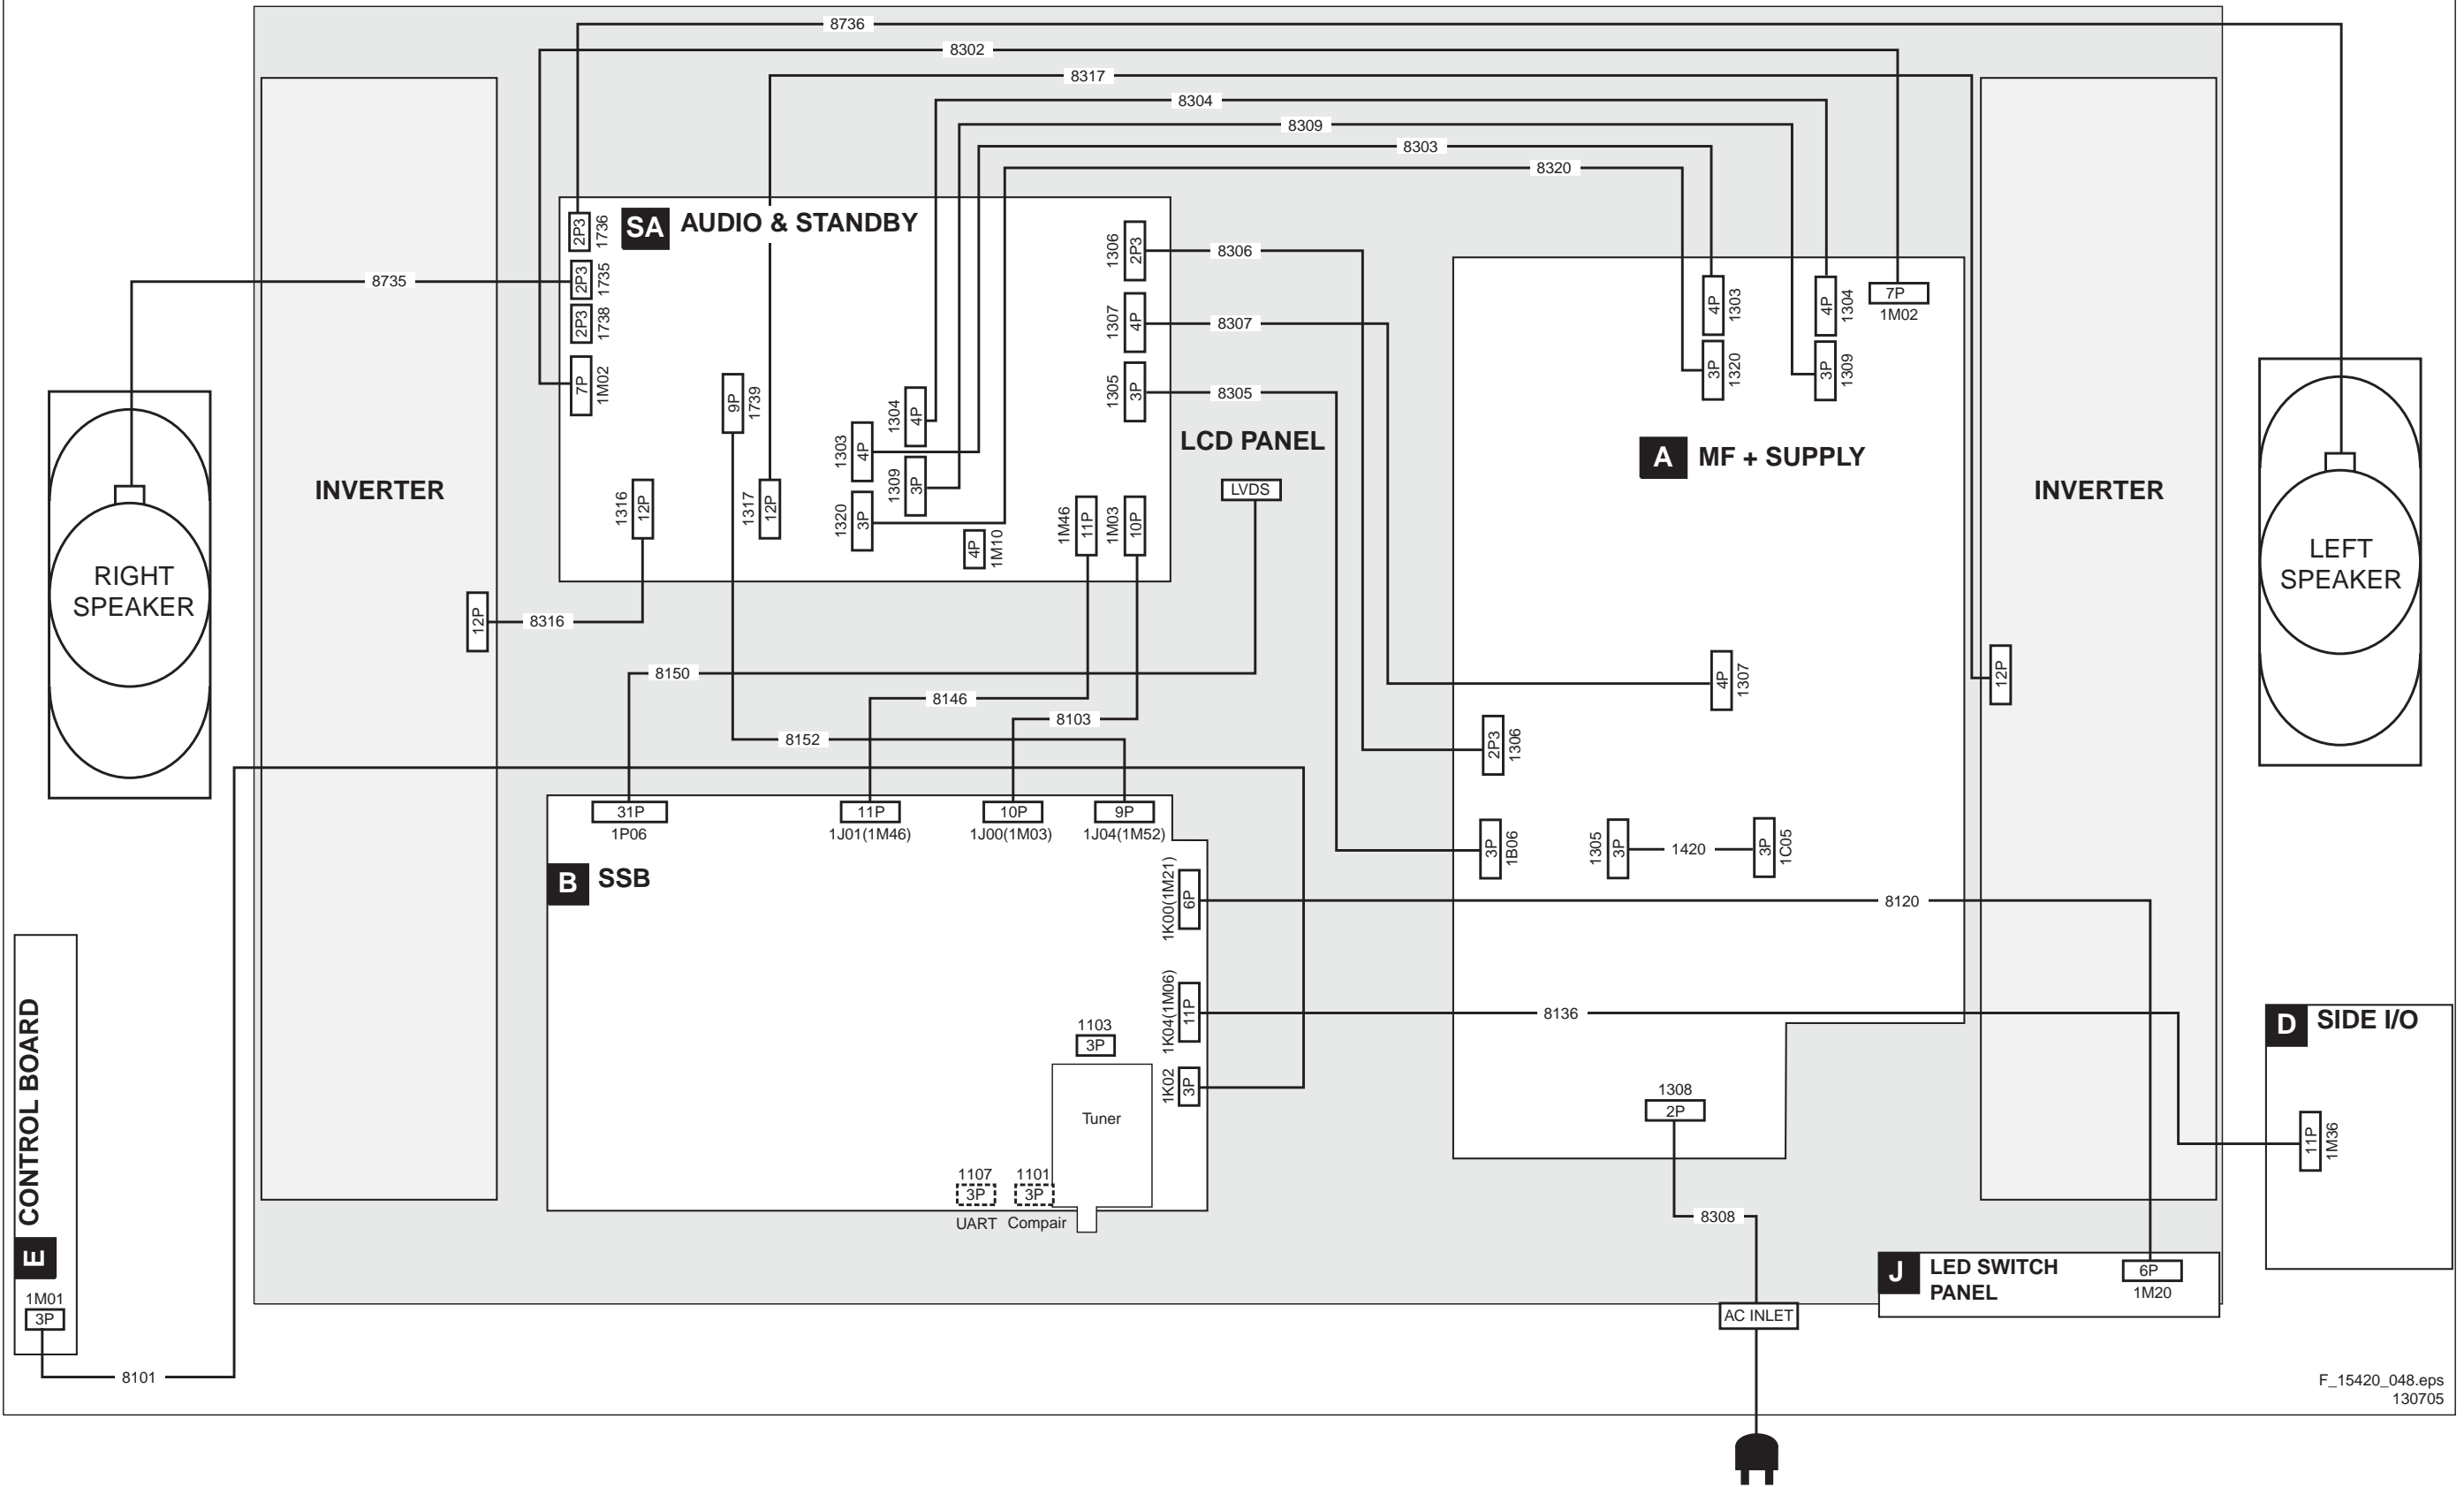 8736
8302
8317
8304
8309
8303
8320
SA AUDIO & STANDBY
2P3 1736
2P3 1735
2P3 1738
7P 1M02
8735
9P 1739
1304 4P
1303 4P
1309 3P
1320 3P
4P 1M10
1316 12P
1317 12P
1M46 11P
1M03 10P
1306 2P3
1307 4P
1305 3P
8306
8307
8305
LCD PANEL
LVDS
4P 1303
4P 1304
7P
1M02
3P 1320
3P 1309
A MF + SUPPLY
INVERTER
INVERTER
RIGHT
SPEAKER
LEFT
SPEAKER
12P
8316
12P
4P 1307
2P3 1306
8150
8146
8103
8152
31P
1P06
11P
1J01(1M46)
10P
1J00(1M03)
9P
1J04(1M52)
3P 1B06
1305 3P
1420
3P 1C05
B SSB
1K00(1M21) 6P
8120
1K04(1M06) 11P
8136
1K02 3P
1103
3P
Tuner
1107
3P
UART
1101
3P
Compair
1308
2P
8308
AC INLET
D SIDE I/O
11P 1M36
J LED SWITCH
PANEL
6P
1M20
E CONTROL BOARD
1M01
3P
8101
F_15420_048.eps
130705